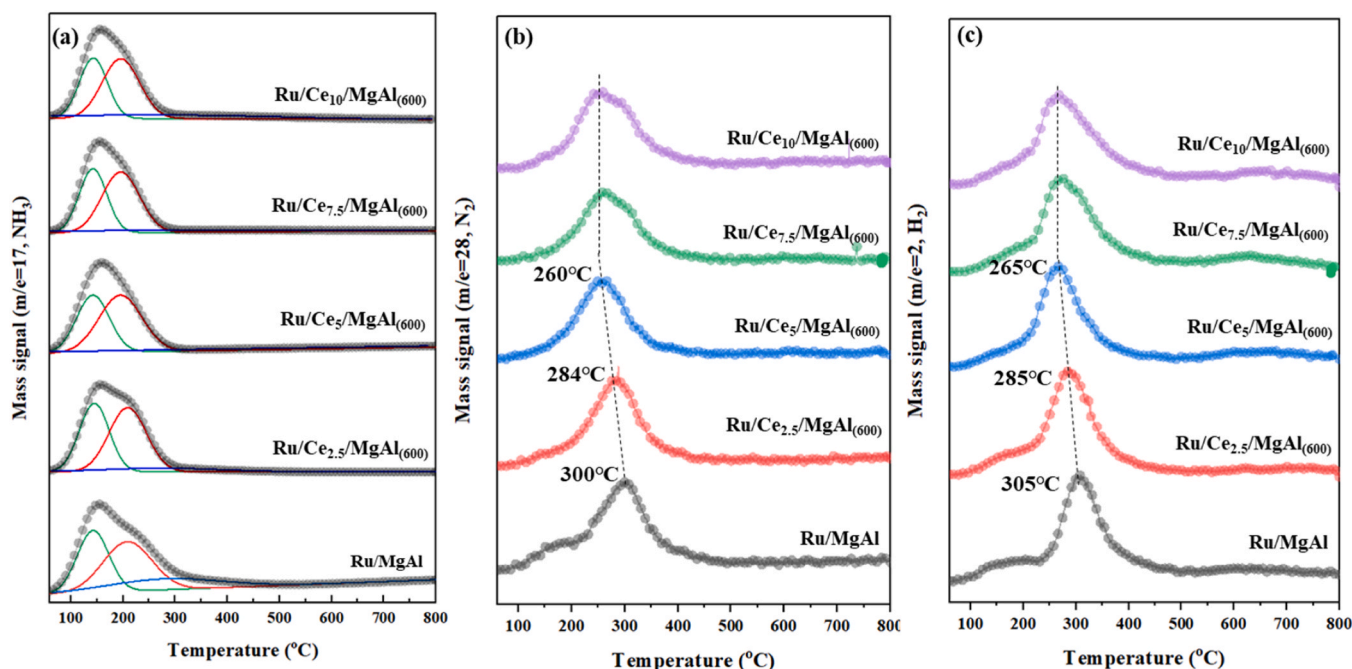 (a)
Ru/Ce10/MgAl(600)
Ru/Ce7.5/MgAl(600)
Ru/Ce5/MgAl(600)
Ru/Ce2.5/MgAl(600)
Ru/MgAl
Mass signal (m/e=17, NH3)
100 200 300 400 500 600 700 800
Temperature (oC)
(b)
Ru/Ce10/MgAl(600)
Ru/Ce7.5/MgAl(600)
260°C
Ru/Ce5/MgAl(600)
284°C
Ru/Ce2.5/MgAl(600)
300°C
Ru/MgAl
Mass signal (m/e=28, N2)
100 200 300 400 500 600 700 800
Temperature (oC)
(c)
Ru/Ce10/MgAl(600)
Ru/Ce7.5/MgAl(600)
265°C
Ru/Ce5/MgAl(600)
285°C
Ru/Ce2.5/MgAl(600)
305°C
Ru/MgAl
Mass signal (m/e=2, H2)
100 200 300 400 500 600 700 800
Temperature (oC)